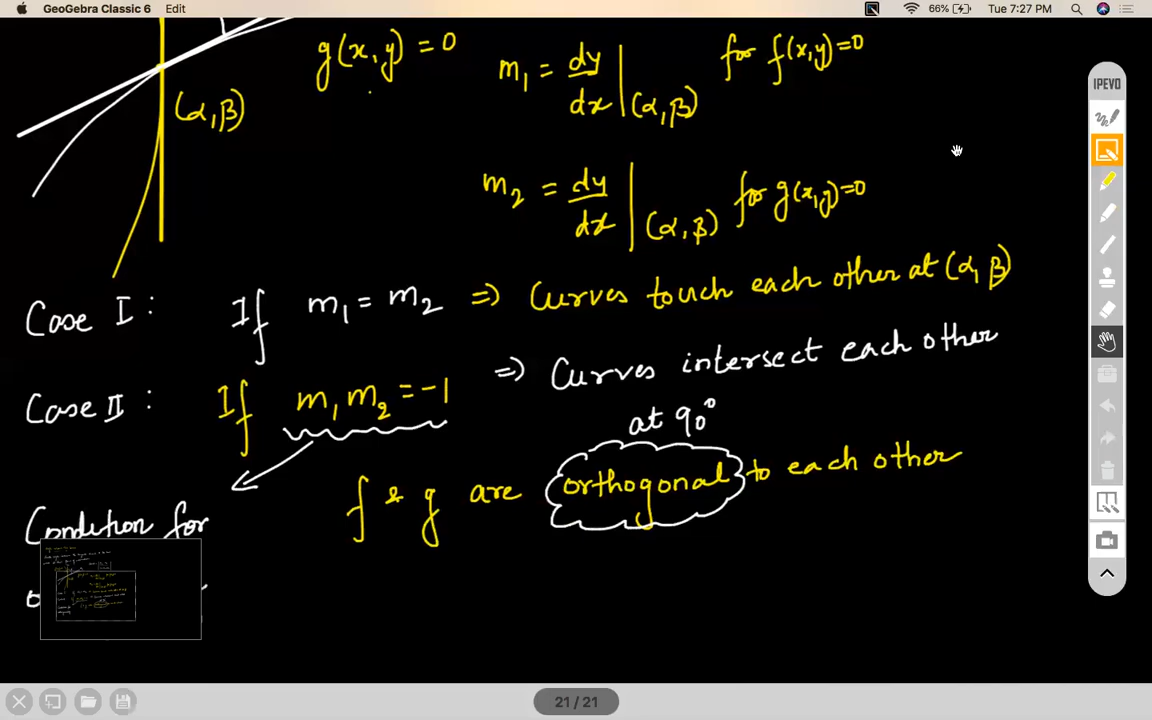 GeoGebra Classic 6 Edit 66% Tue 7:27 PM
IPEVO
g(x,y) = 0
m₁ = dy/dx |(α,β) for f(x,y)=0
(α,β)
m₂ = dy/dx |(α,β) for g(x,y)=0
Case I : If m₁ = m₂ => Curves touch each other at (α,β)
Case II : If m₁m₂ = -1 => Curves intersect each other
at 90°
f & g are orthogonal to each other
Condition for
21 / 21